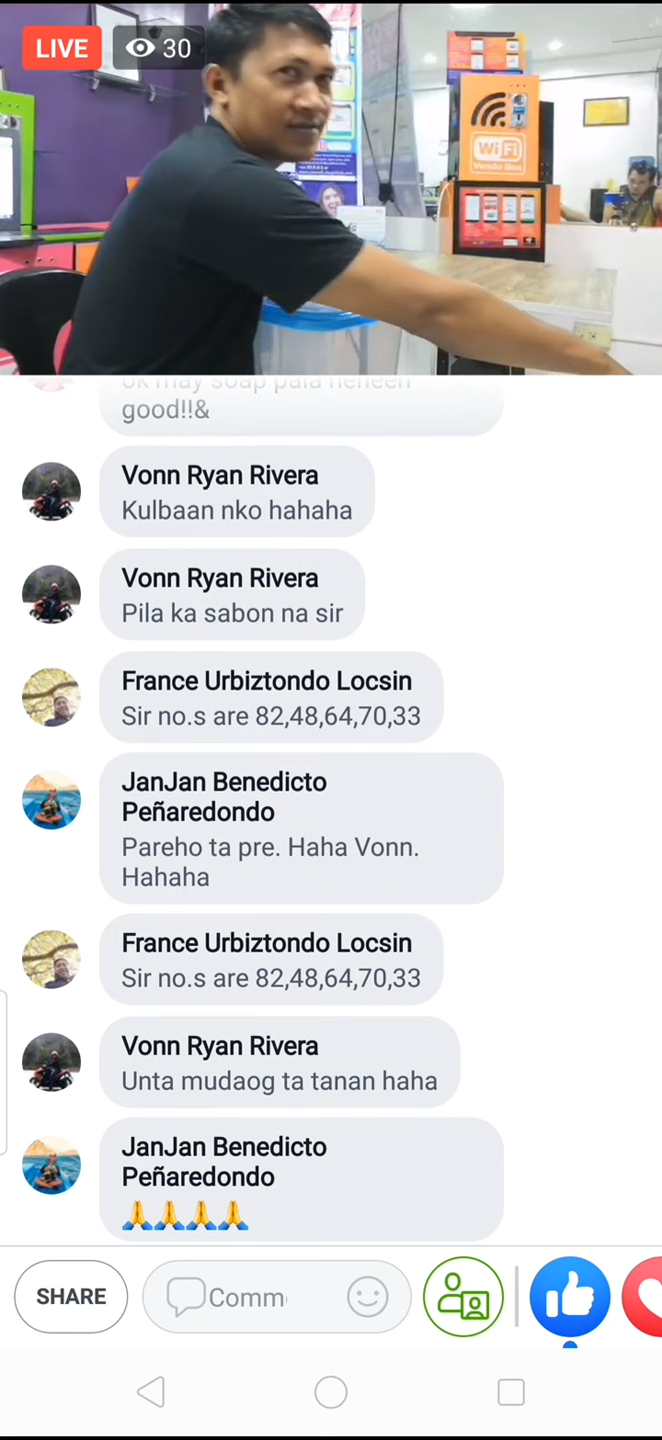 LIVE
30
WiFi
Vendo Box
good!!&
Vonn Ryan Rivera
Kulbaan nko hahaha
Vonn Ryan Rivera
Pila ka sabon na sir
France Urbiztondo Locsin
Sir no.s are 82,48,64,70,33
JanJan Benedicto
Peñaredondo
Pareho ta pre. Haha Vonn.
Hahaha
France Urbiztondo Locsin
Sir no.s are 82,48,64,70,33
Vonn Ryan Rivera
Unta mudaog ta tanan haha
JanJan Benedicto
Peñaredondo
🙏🙏🙏🙏
SHARE
Comm